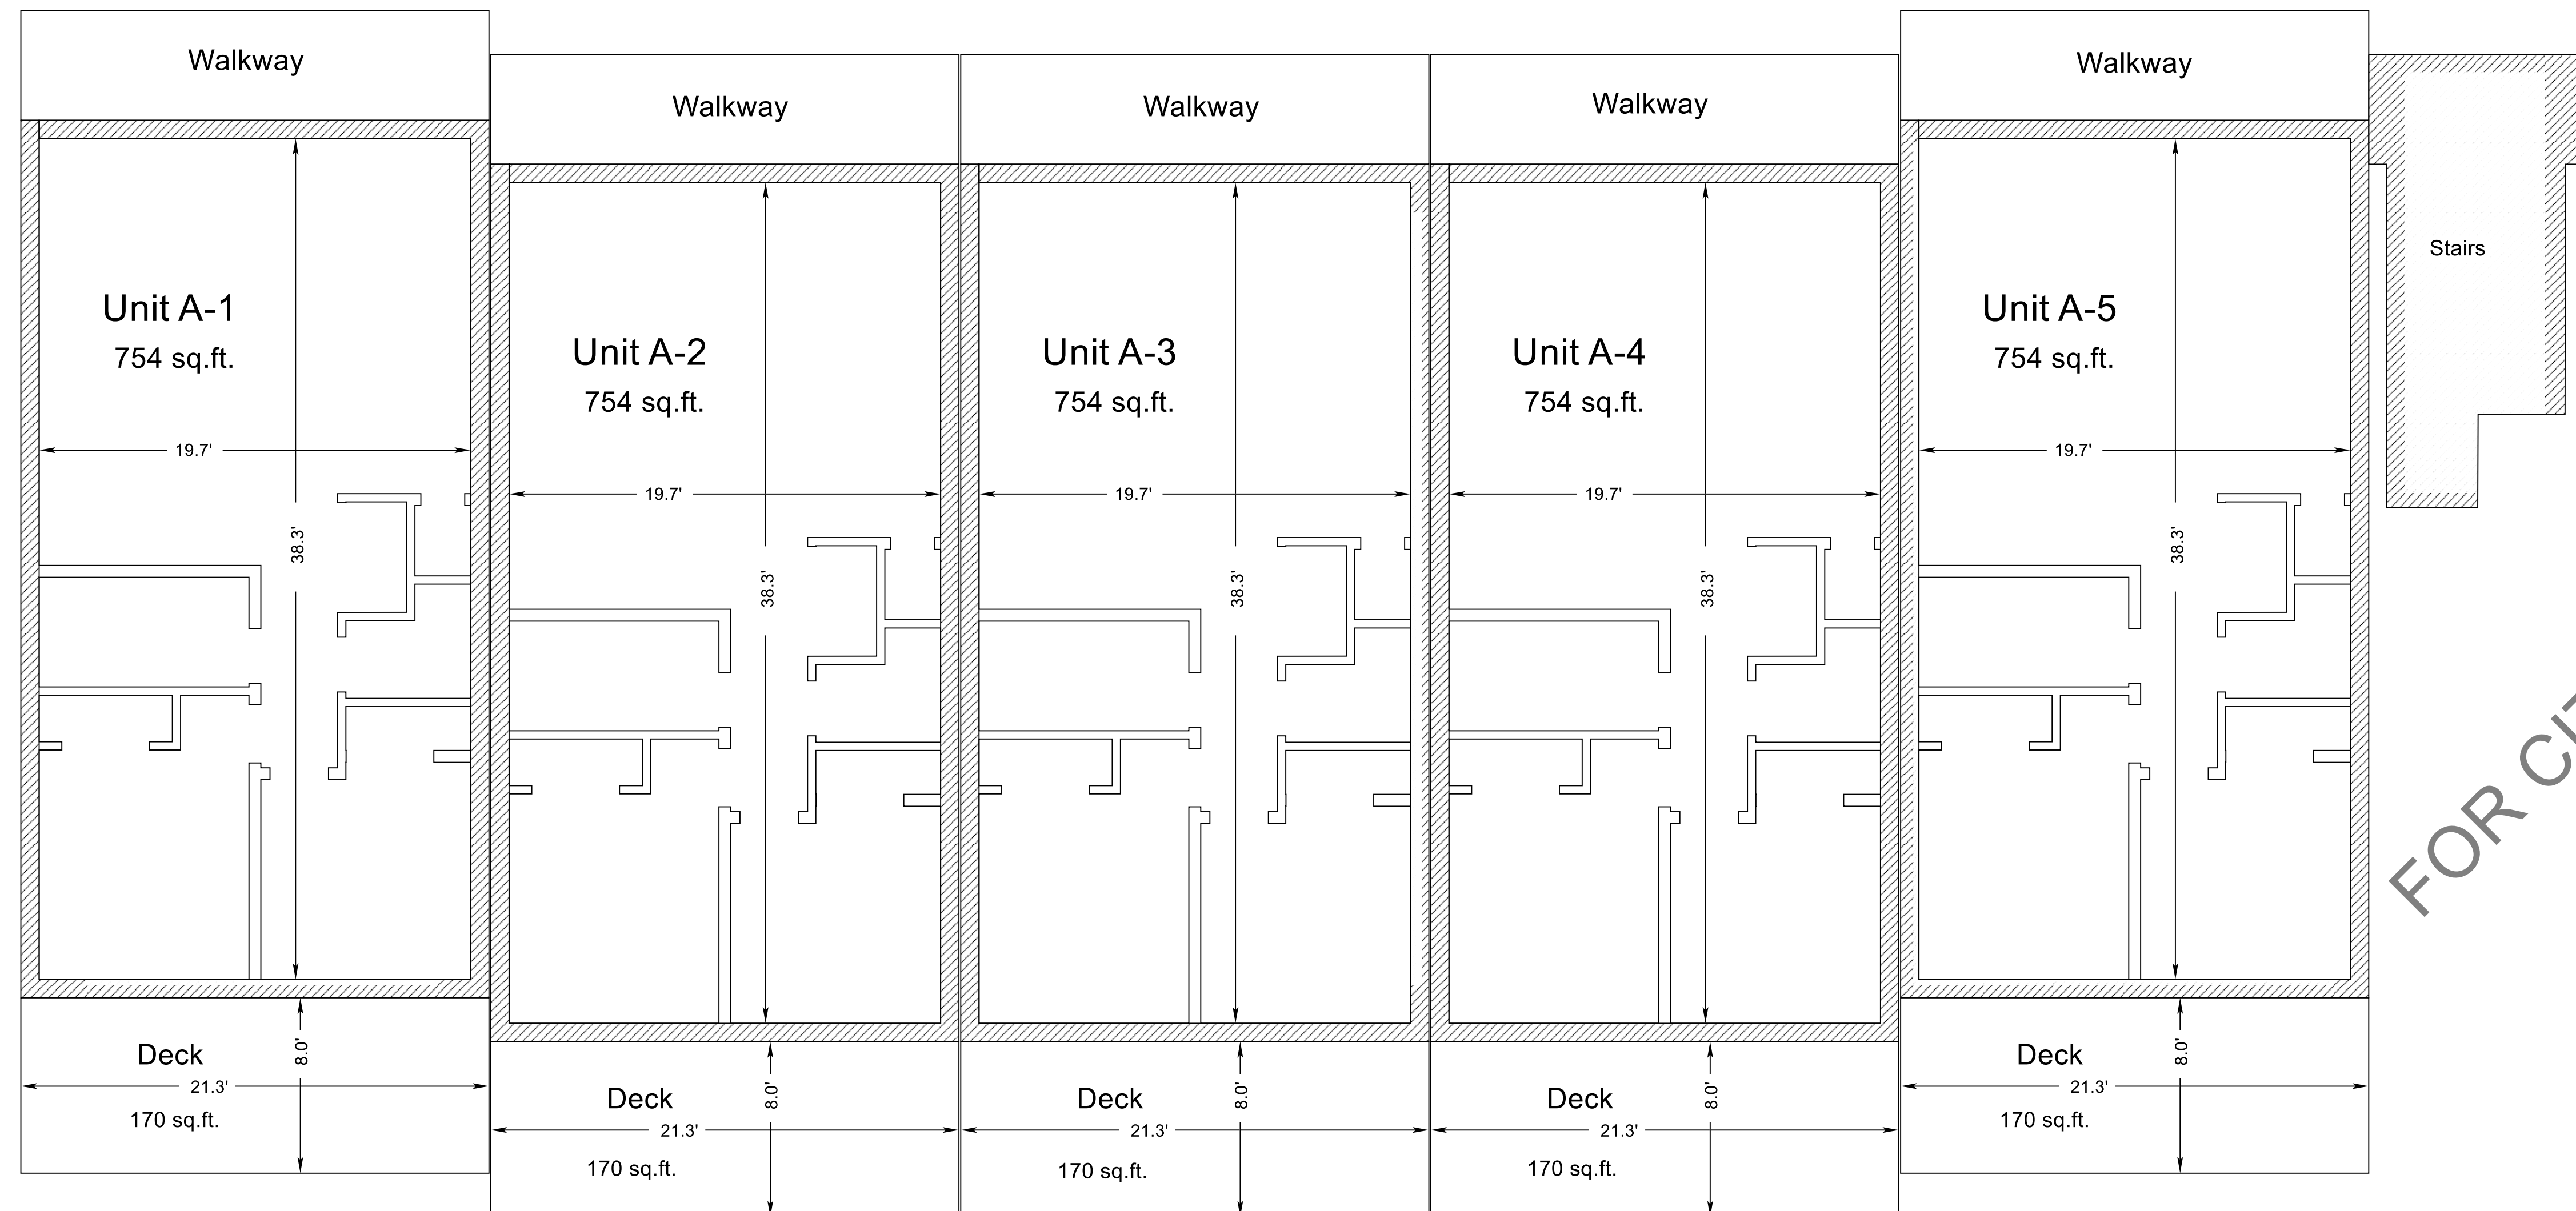 Walkway
Unit A-1
754 sq.ft.
19.7'
38.3'
Deck
8.0'
21.3'
170 sq.ft.
Walkway
Unit A-2
754 sq.ft.
19.7'
38.3'
Deck
8.0'
21.3'
170 sq.ft.
Walkway
Unit A-3
754 sq.ft.
19.7'
38.3'
Deck
8.0'
21.3'
170 sq.ft.
Walkway
Unit A-4
754 sq.ft.
19.7'
38.3'
Deck
8.0'
21.3'
170 sq.ft.
Walkway
Unit A-5
754 sq.ft.
19.7'
38.3'
Deck
8.0'
21.3'
170 sq.ft.
Stairs
FOR